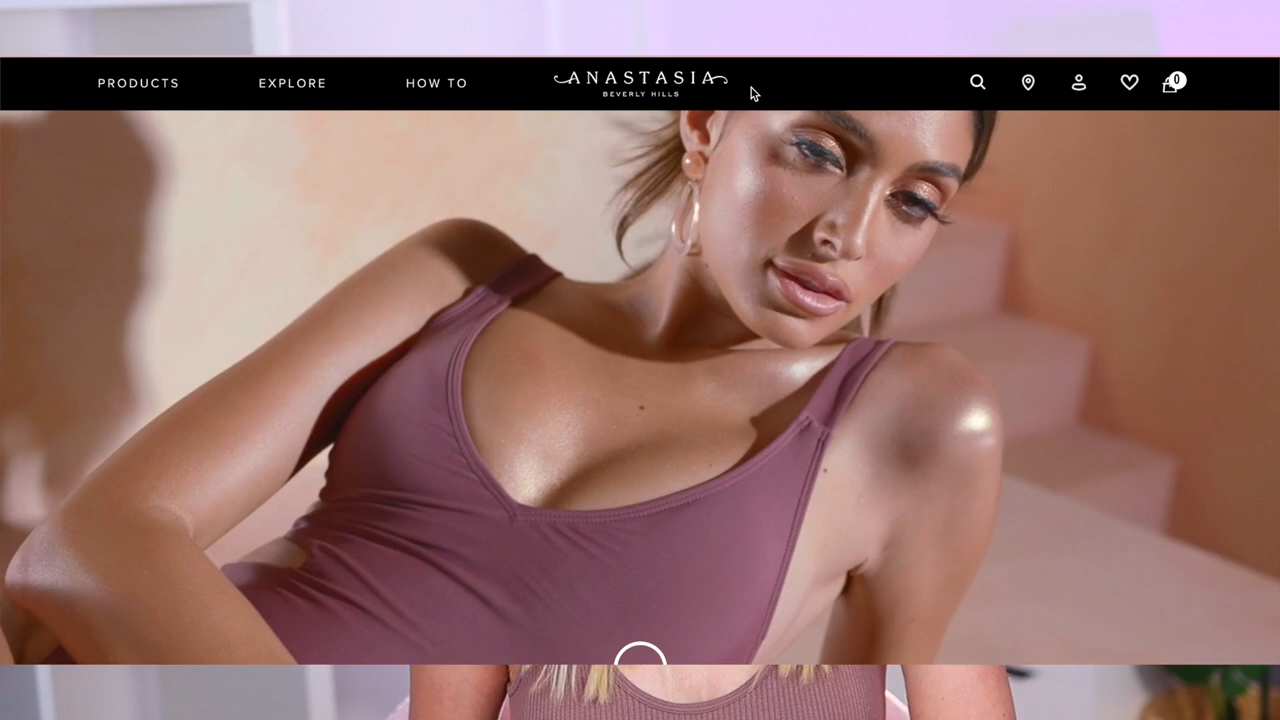 PRODUCTS
EXPLORE
HOW TO
ANASTASIA
BEVERLY HILLS
0